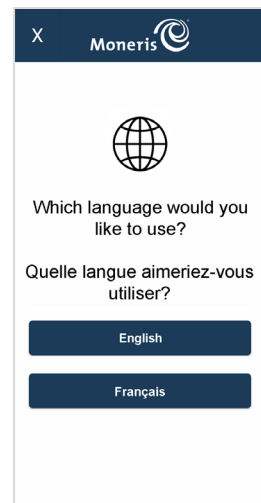 X
Moneris
Which language would you
like to use?
Quelle langue aimeriez-vous
utiliser?
English
Français